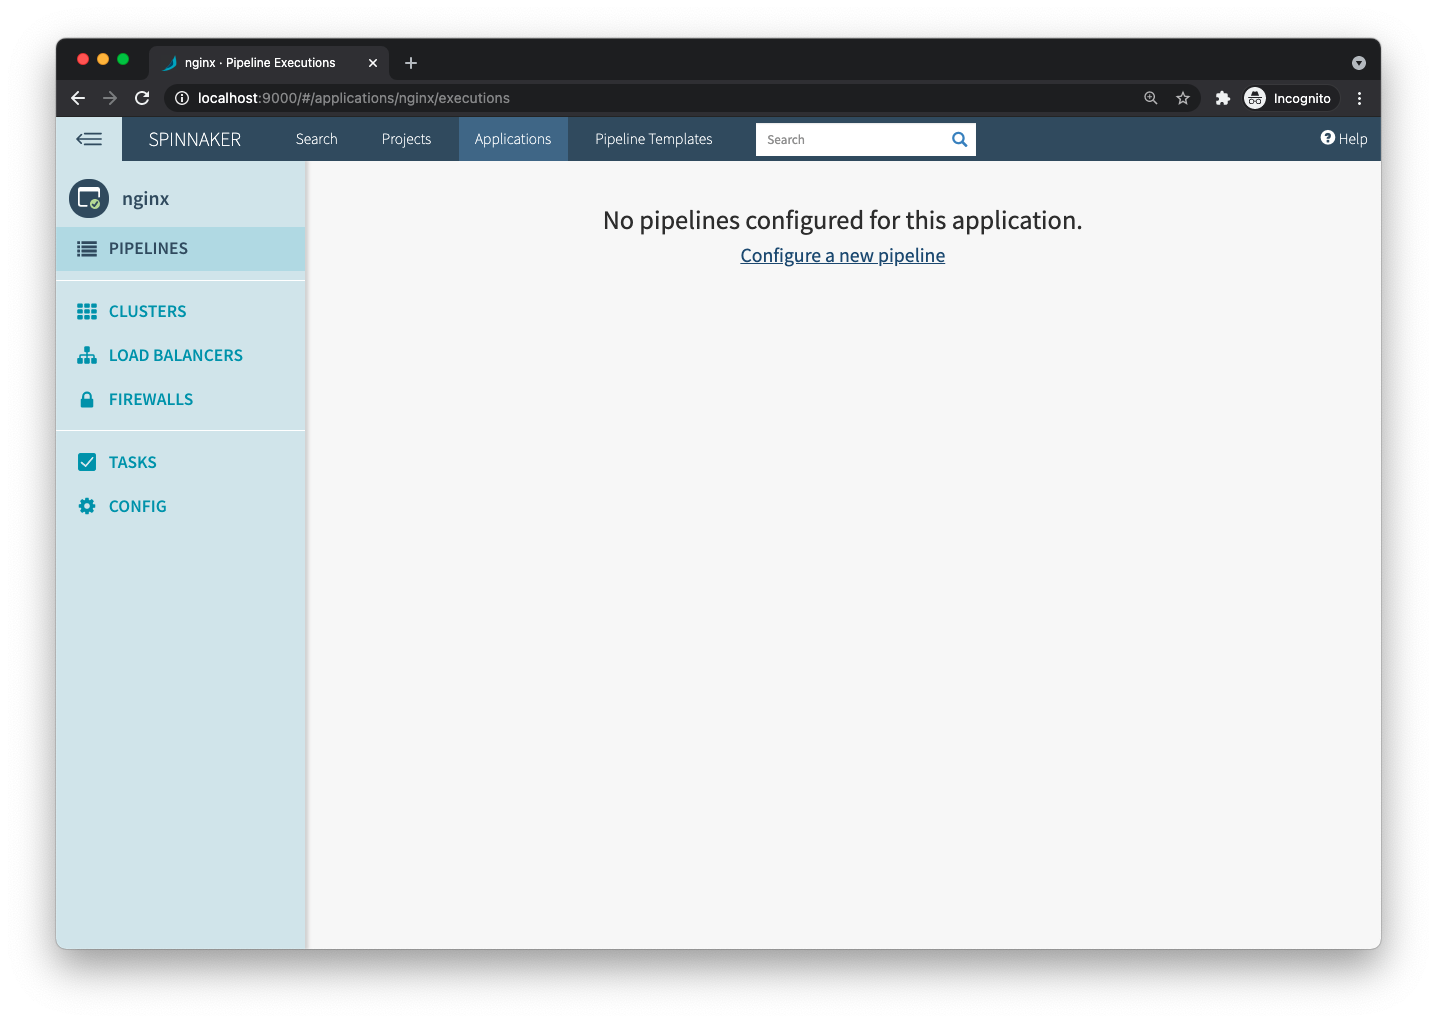 nginx · Pipeline Executions
localhost:9000/#/applications/nginx/executions
Incognito
SPINNAKER Search Projects Applications Pipeline Templates Search Help
nginx
PIPELINES
CLUSTERS
LOAD BALANCERS
FIREWALLS
TASKS
CONFIG
No pipelines configured for this application.
Configure a new pipeline